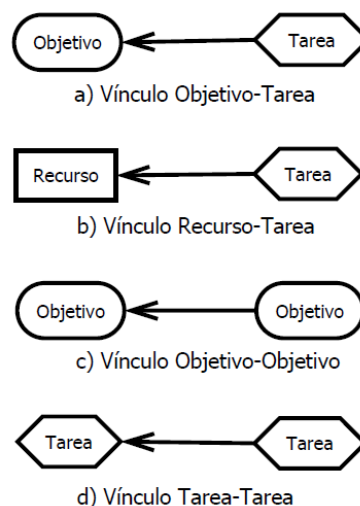 Objetivo Tarea
a) Vínculo Objetivo-Tarea
Recurso Tarea
b) Vínculo Recurso-Tarea
Objetivo Objetivo
c) Vínculo Objetivo-Objetivo
Tarea Tarea
d) Vínculo Tarea-Tarea